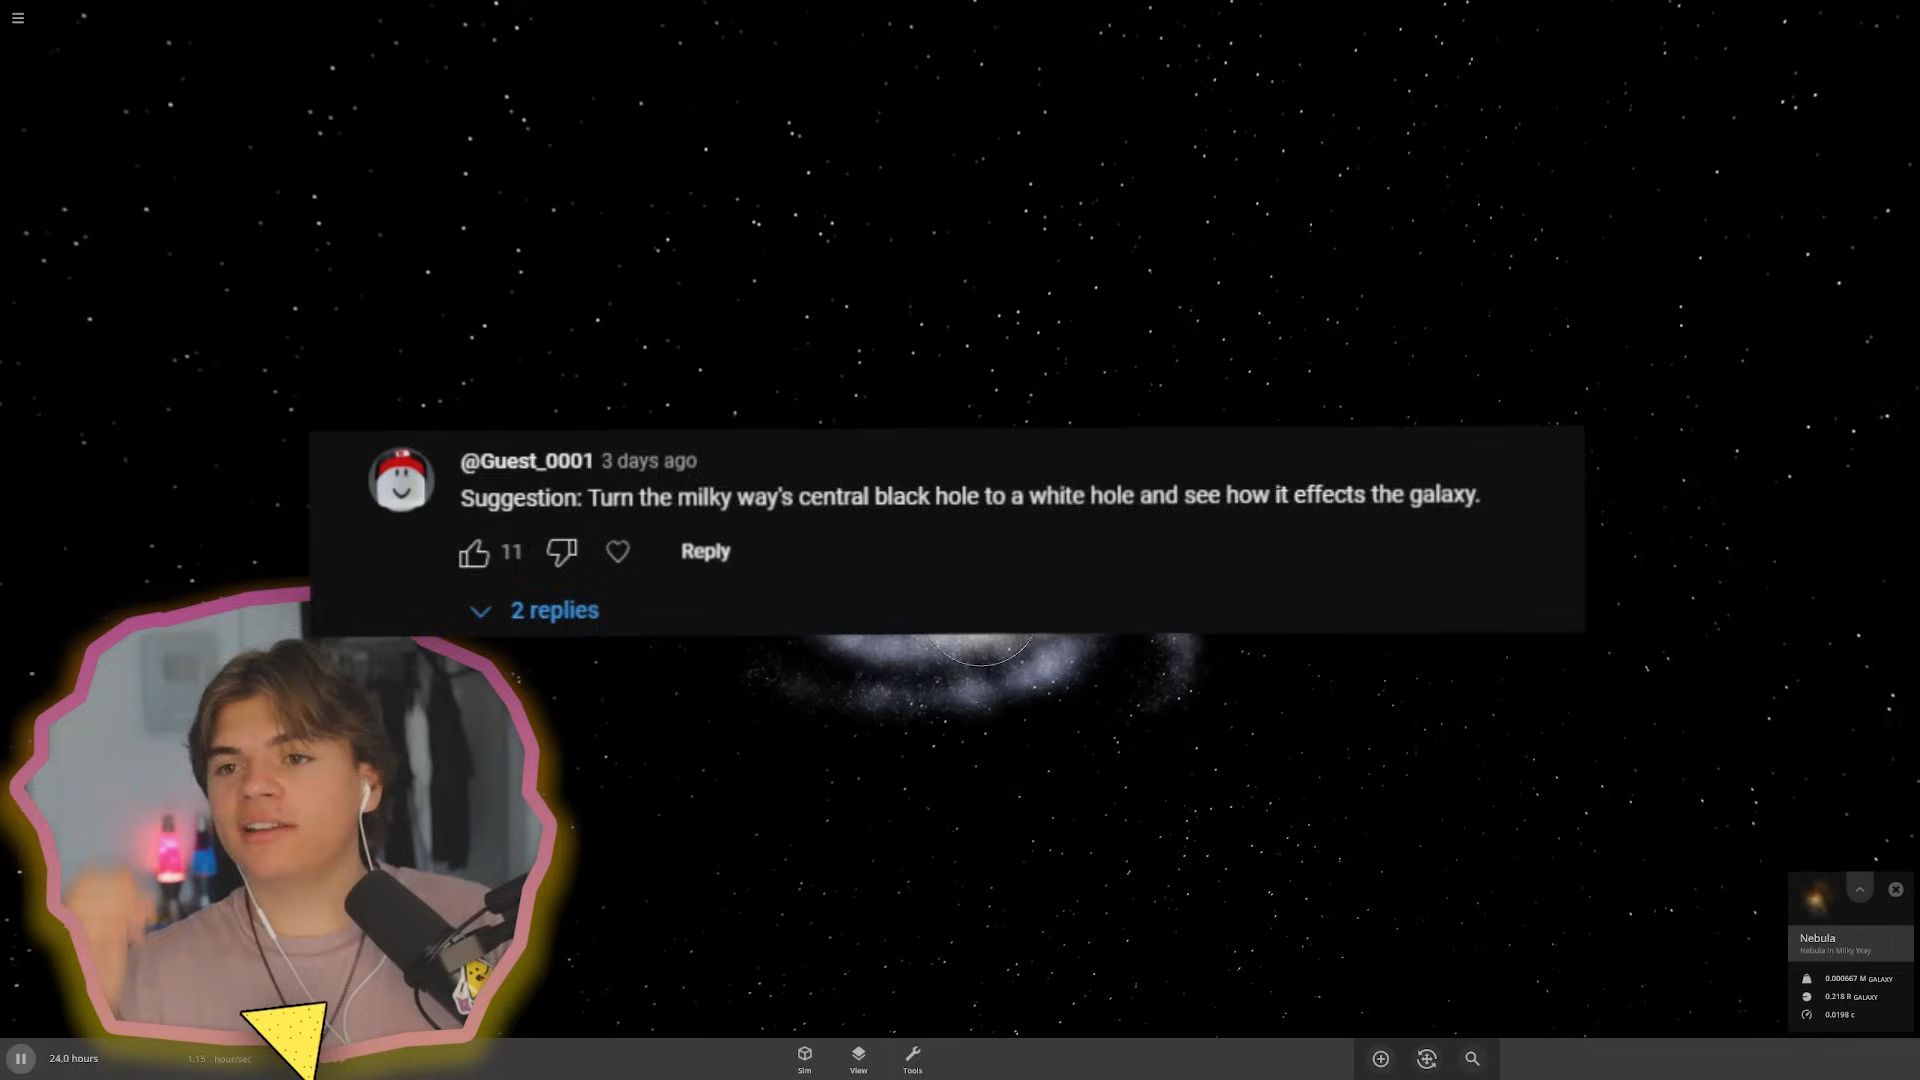 @Guest_0001 3 days ago
Suggestion: Turn the milky way's central black hole to a white hole and see how it effects the galaxy.
11
Reply
2 replies
Nebula
Nebula in Milky Way
0.000667 M GALAXY
0.218 R GALAXY
0.0198 c
24.0 hours
1.15 hour/sec
Sim
View
Tools